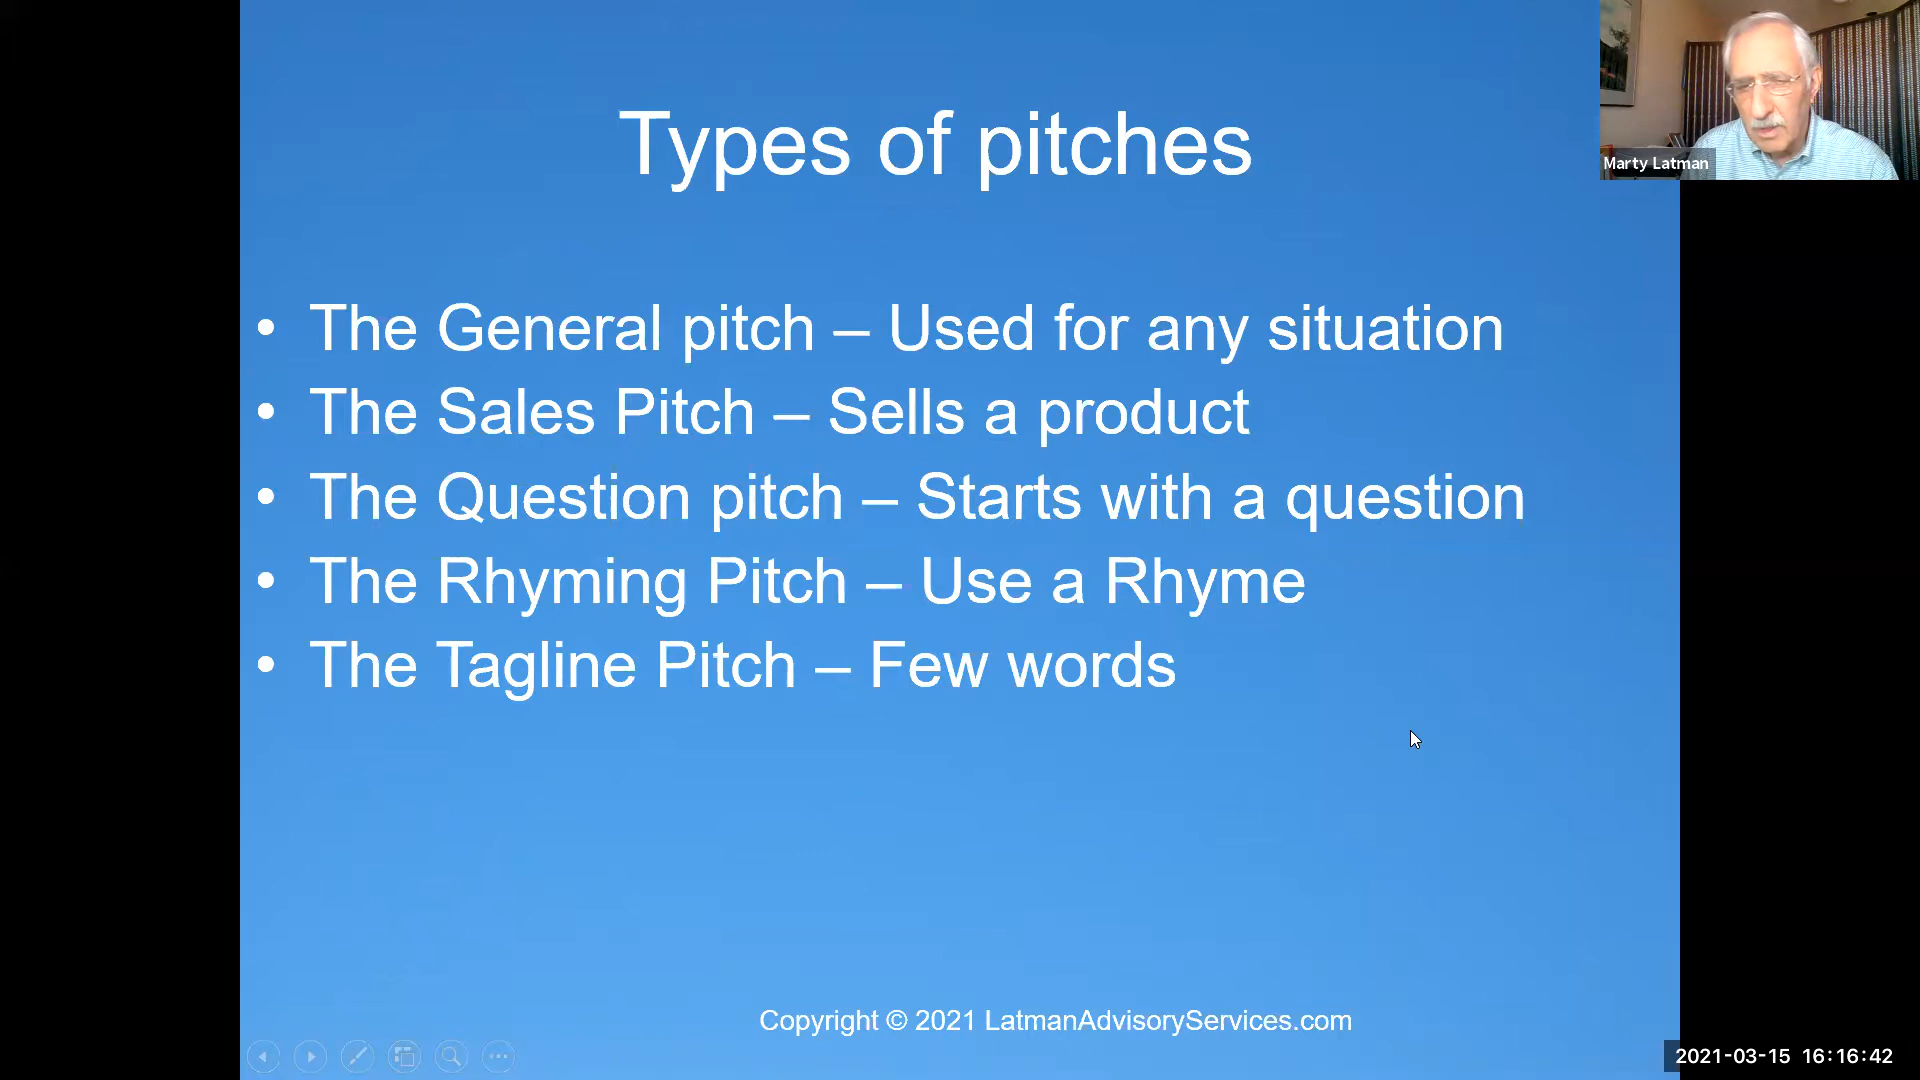 Types of pitches
Marty Latman
• The General pitch – Used for any situation
• The Sales Pitch – Sells a product
• The Question pitch – Starts with a question
• The Rhyming Pitch – Use a Rhyme
• The Tagline Pitch – Few words
Copyright © 2021 LatmanAdvisoryServices.com
2021-03-15 16:16:42